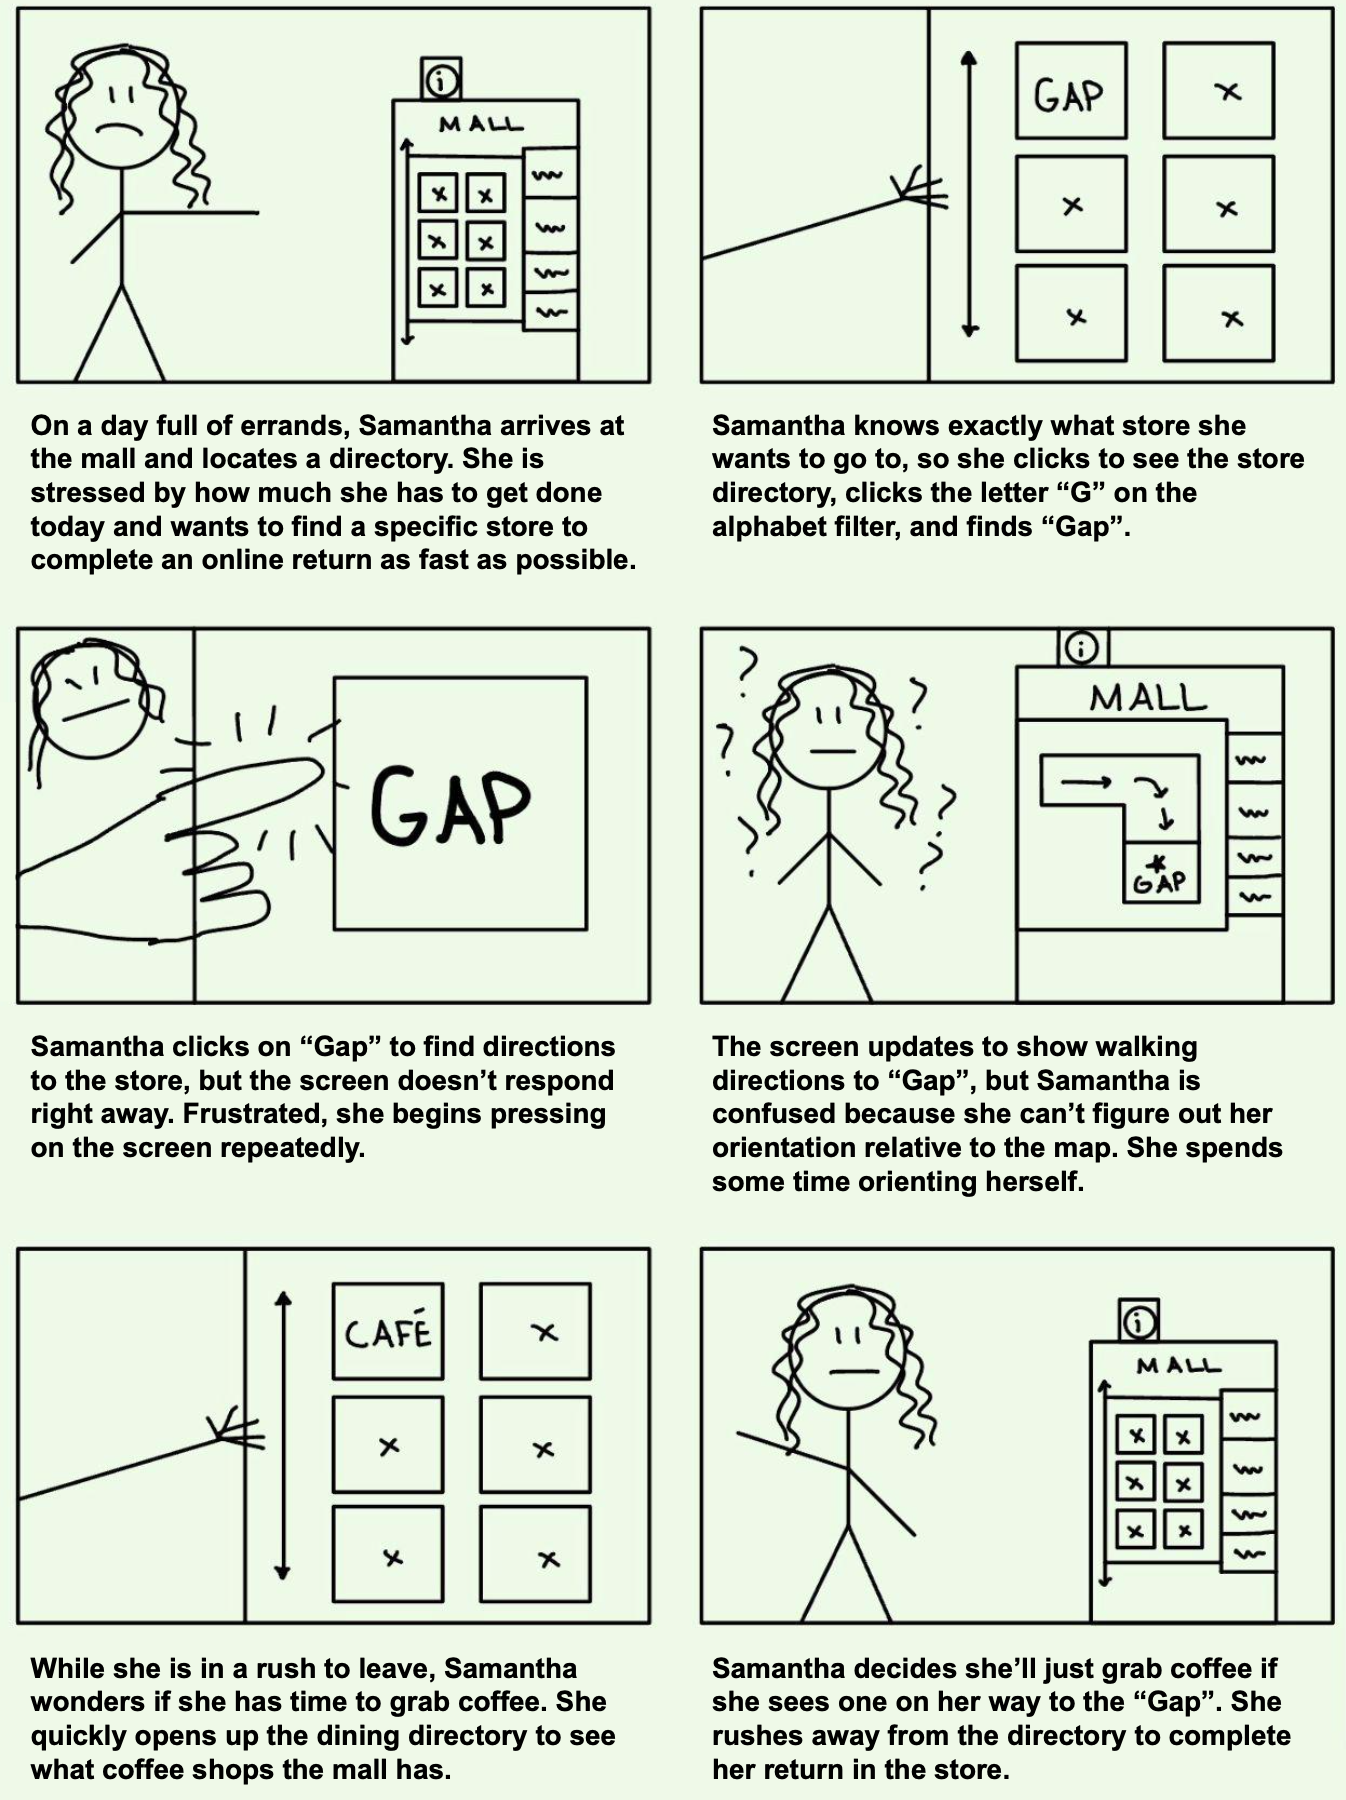 i
MALL
x x
x x
x x
GAP x
x x
x x
On a day full of errands, Samantha arrives at
the mall and locates a directory. She is
stressed by how much she has to get done
today and wants to find a specific store to
complete an online return as fast as possible.
Samantha knows exactly what store she
wants to go to, so she clicks to see the store
directory, clicks the letter “G” on the
alphabet filter, and finds “Gap”.
GAP
? ? ? ? ? ?
i
MALL
* GAP
Samantha clicks on “Gap” to find directions
to the store, but the screen doesn’t respond
right away. Frustrated, she begins pressing
on the screen repeatedly.
The screen updates to show walking
directions to “Gap”, but Samantha is
confused because she can’t figure out her
orientation relative to the map. She spends
some time orienting herself.
CAFÉ x
x x
x x
i
MALL
x x
x x
x x
While she is in a rush to leave, Samantha
wonders if she has time to grab coffee. She
quickly opens up the dining directory to see
what coffee shops the mall has.
Samantha decides she’ll just grab coffee if
she sees one on her way to the “Gap”. She
rushes away from the directory to complete
her return in the store.